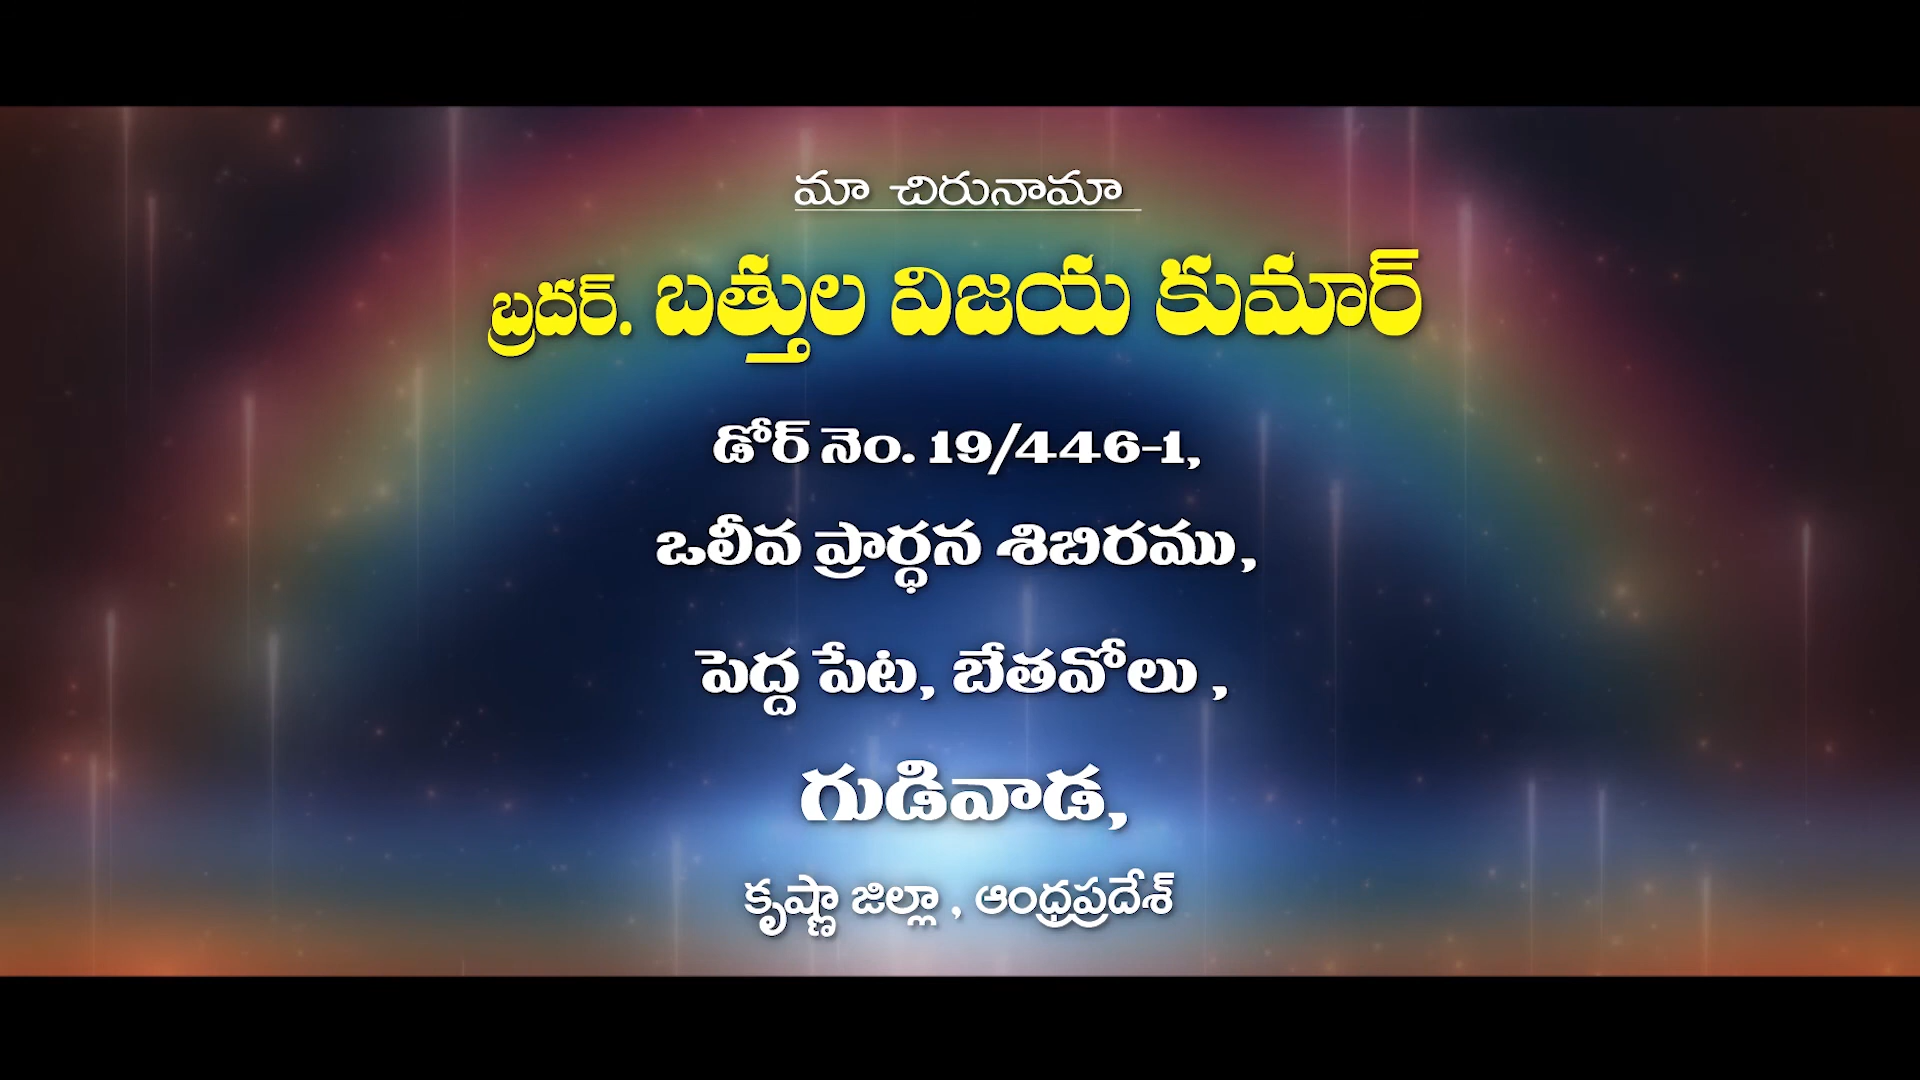 మా చిరునామా
బ్రదర్. బత్తుల విజయ కుమార్
డోర్ నెం. 19/446-1,
ఒలీవ ప్రార్ధన శిబిరము,
పెద్ద పేట, బేతవోలు ,
గుడివాడ,
కృష్ణా జిల్లా , ఆంధ్రప్రదేశ్